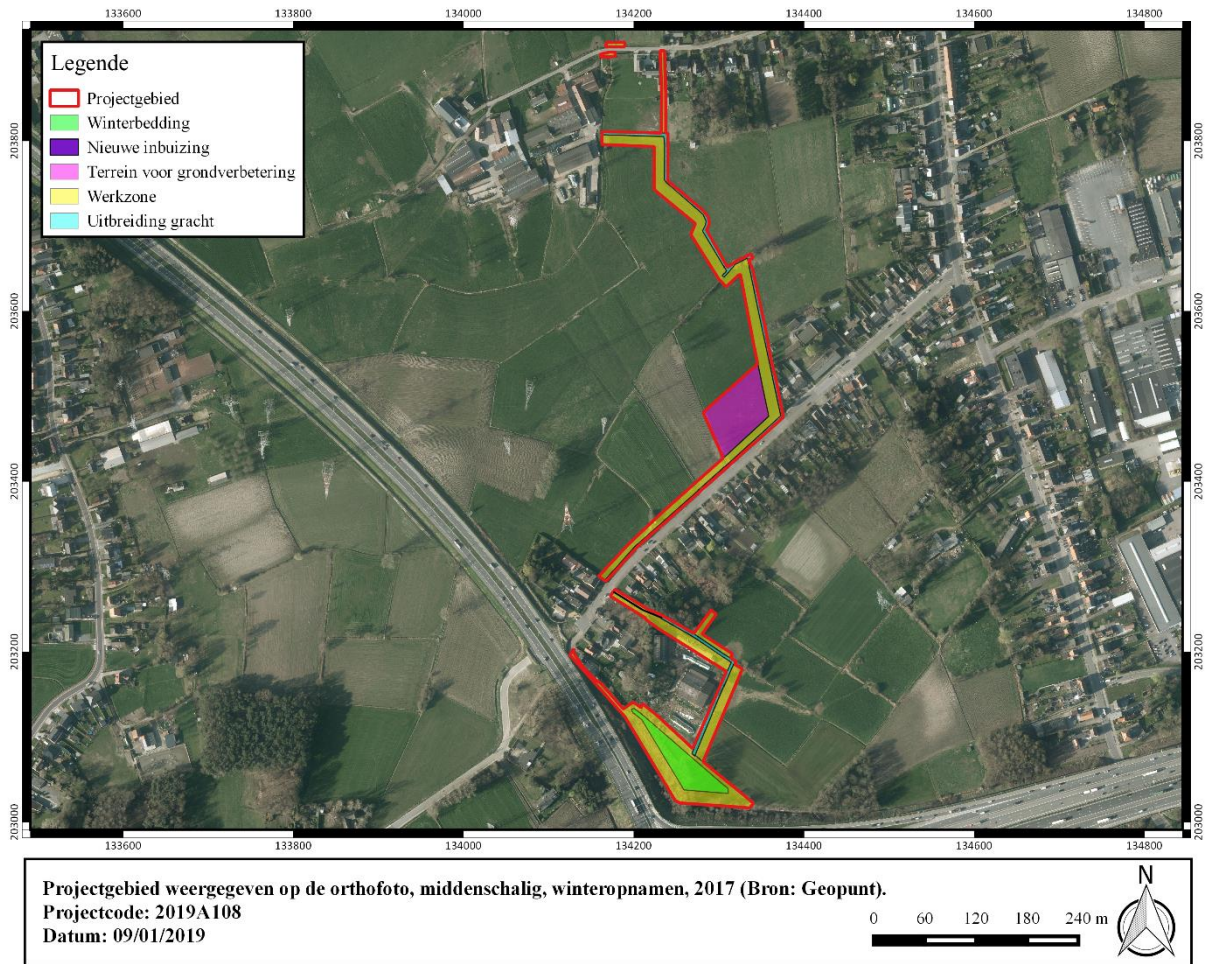 133600 133800 134000 134200 134400 134600 134800
Legende
Projectgebied
Winterbedding
Nieuwe inbuizing
Terrein voor grondverbetering
Werkzone
Uitbreiding gracht
203800 203800
203600 203600
203400 203400
203200 203200
203000 203000
133600 133800 134000 134200 134400 134600 134800
Projectgebied weergegeven op de orthofoto, middenschalig, winteropnamen, 2017 (Bron: Geopunt).
Projectcode: 2019A108
Datum: 09/01/2019
0 60 120 180 240 m
N